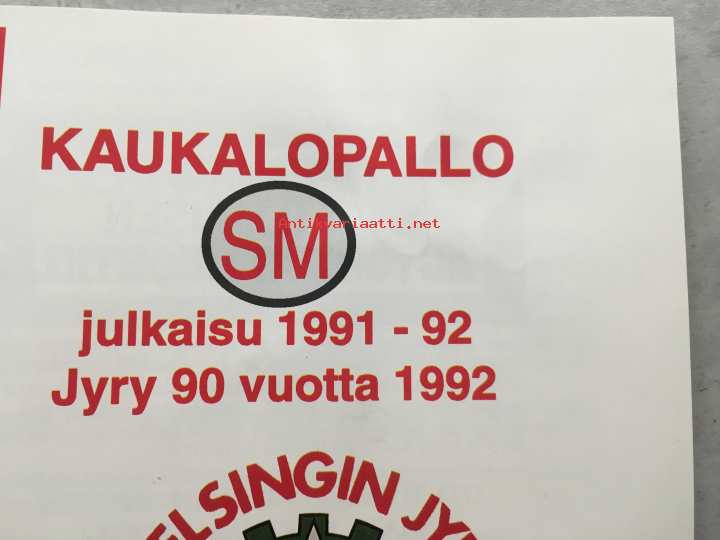 KAUKALOPALLO
SM
Antikvariaatti.net
julkaisu 1991 - 92
Jyry 90 vuotta 1992
ELSINGIN JY